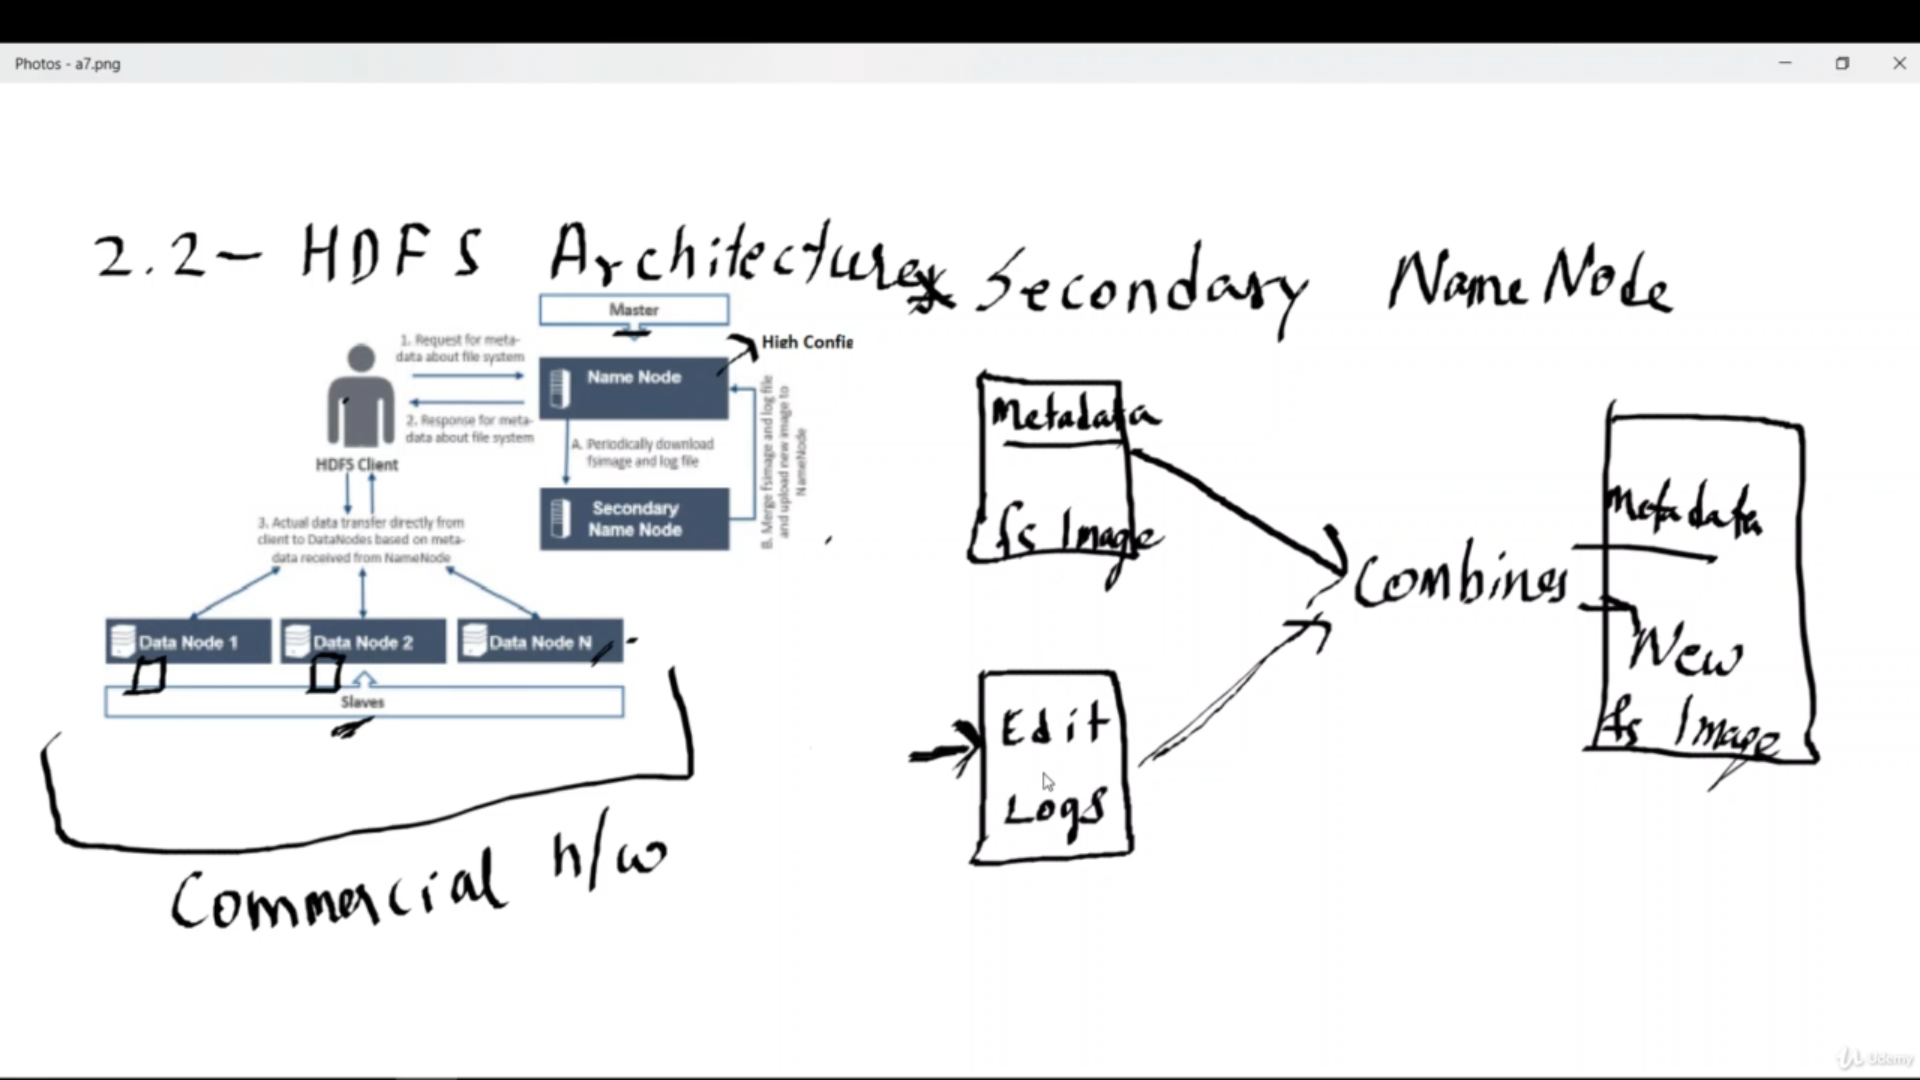 Photos - a7.png
2.2- HDFS Architecture
* Secondary NameNode
Master
High Confie
1. Request for meta-
data about file system
Name Node
2. Response for meta-
data about file system
HDFS Client
A. Periodically download
fsimage and log file
B. Merge fsimage and log file
and upload new image to
NameNode
Secondary
Name Node
3. Actual data transfer directly from
client to DataNodes based on meta-
data received from NameNode
Data Node 1
Data Node 2
Data Node N
Slaves
Commercial h/w
Metadata
fs Image
Edit
Logs
Combines
Metadata
New
fs Image
Udemy